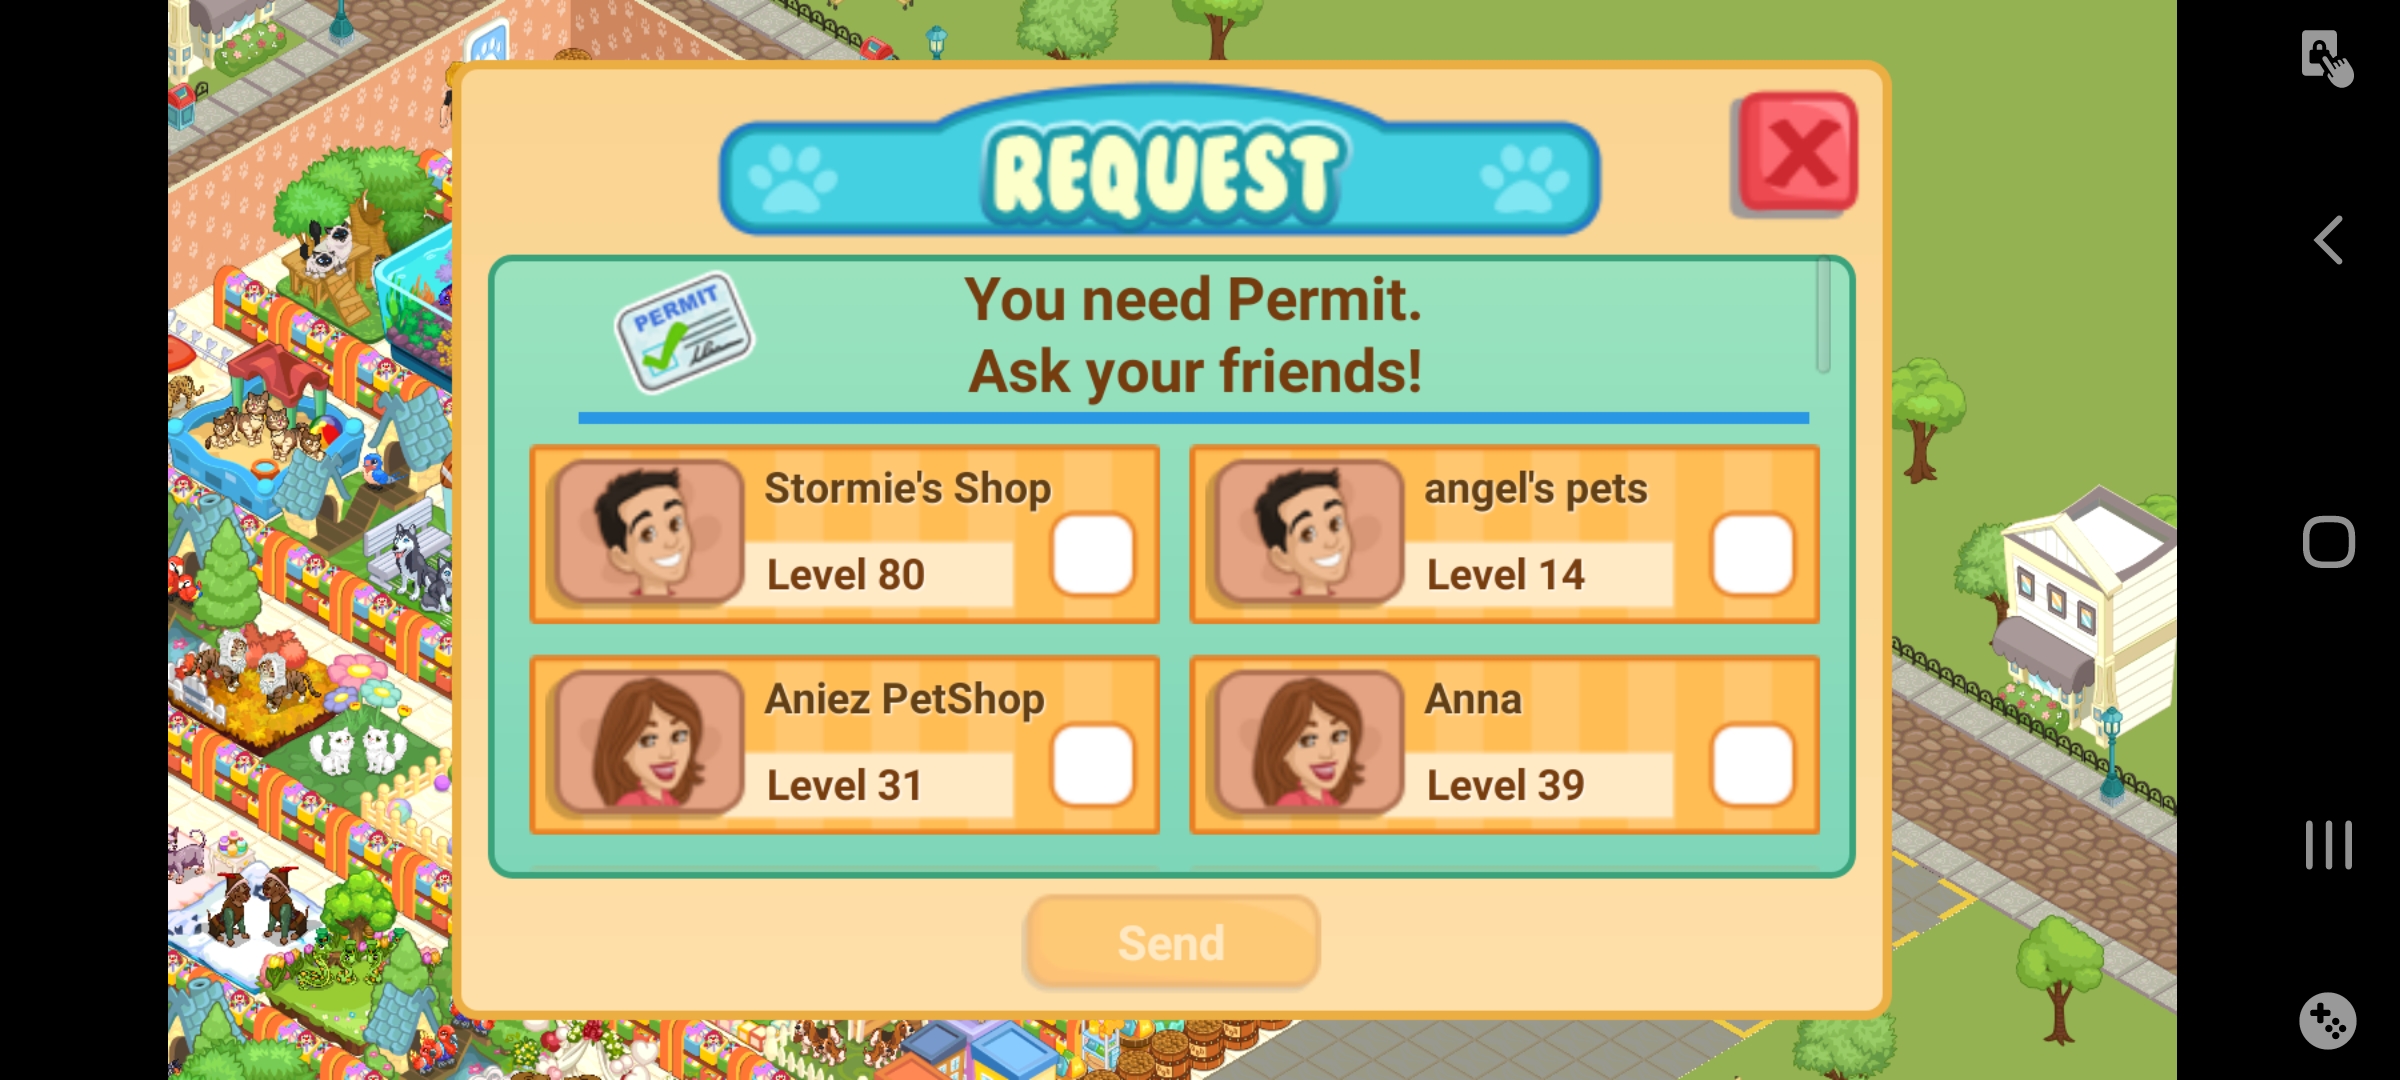 REQUEST
PERMIT
You need Permit.
Ask your friends!
Stormie's Shop
Level 80
angel's pets
Level 14
Aniez PetShop
Level 31
Anna
Level 39
Send